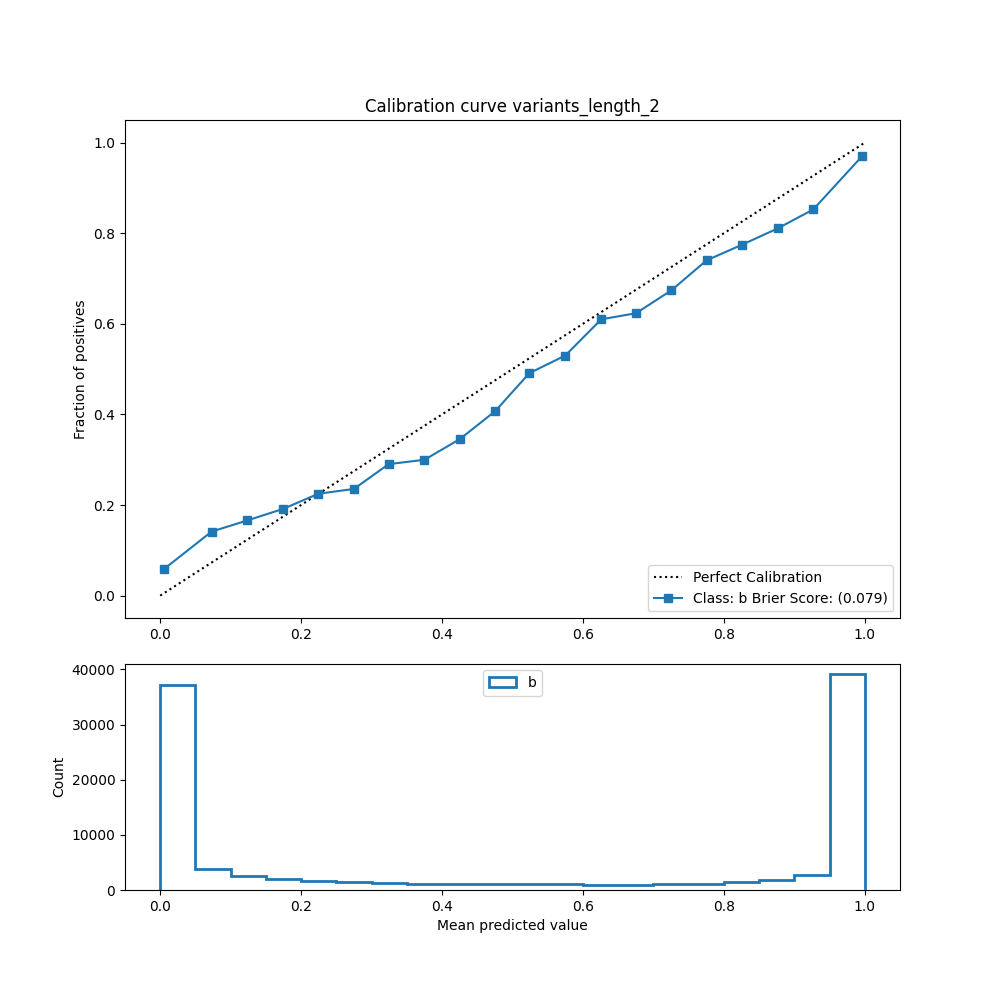 Calibration curve variants_length_2
1.0
0.8
0.6
0.4
0.2
0.0
Fraction of positives
Perfect Calibration
Class: b Brier Score: (0.079)
0.0 0.2 0.4 0.6 0.8 1.0
40000
30000
20000
10000
0
Count
b
0.0 0.2 0.4 0.6 0.8 1.0
Mean predicted value